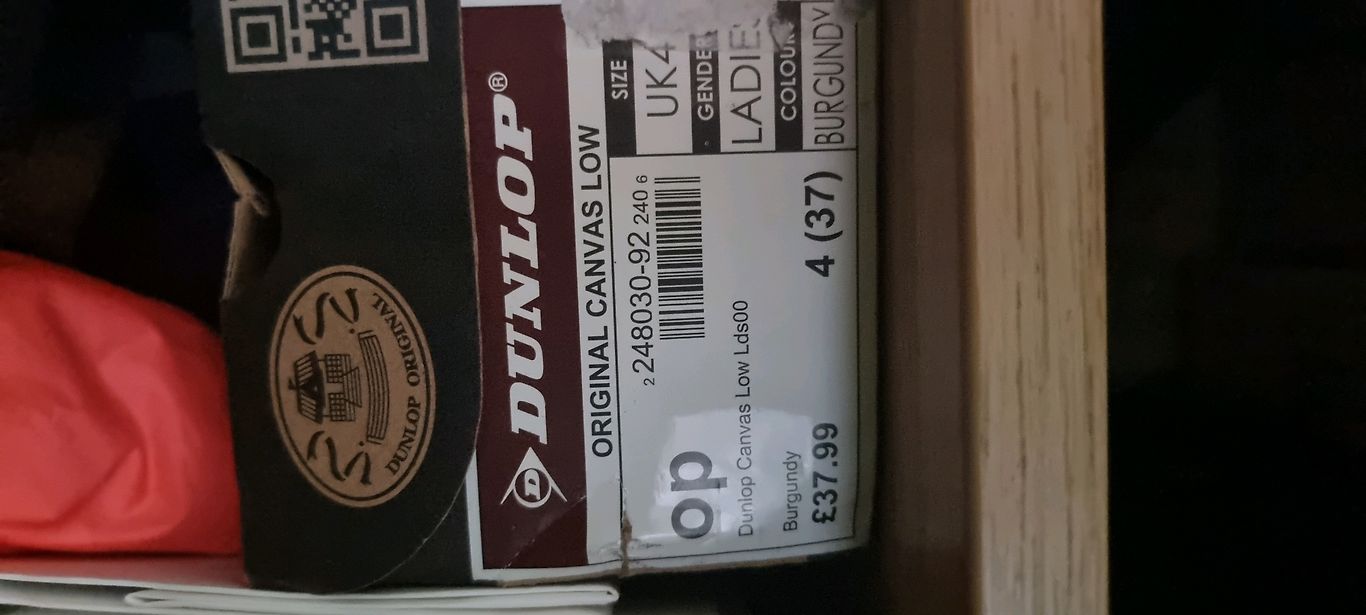 DUNLOP®
ORIGINAL CANVAS LOW
SIZE
UK4
GENDER
LADIES
COLOUR
BURGUNDY
2 248030-92 240 6
op
Dunlop Canvas Low Lds00
Burgundy
4 (37)
£37.99
DUNLOP ORIGINAL
D